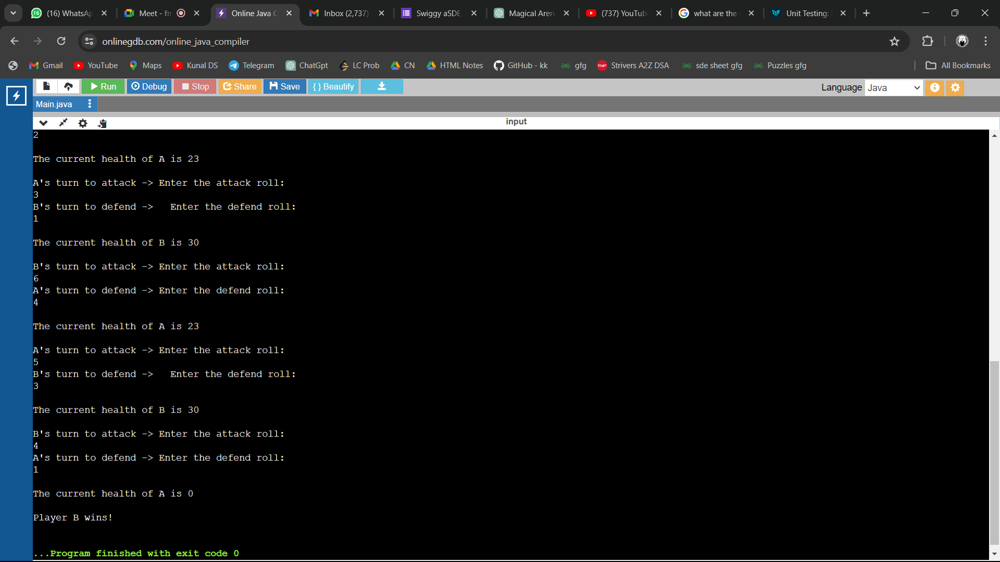 (16) WhatsAp
Meet - fm
Online Java C
Inbox (2,737)
Swiggy aSDE
Magical Aren
(737) YouTub
what are the
Unit Testing:
onlinegdb.com/online_java_compiler
Gmail
YouTube
Maps
Kunal DS
Telegram
ChatGpt
LC Prob
CN
HTML Notes
GitHub - kk
gfg
Strivers A2Z DSA
sde sheet gfg
Puzzles gfg
All Bookmarks
Run
Debug
Stop
Share
Save
{ } Beautify
Language
Java
Main.java
input
2
The current health of A is 23
A's turn to attack -> Enter the attack roll:
3
B's turn to defend ->   Enter the defend roll:
1
The current health of B is 30
B's turn to attack -> Enter the attack roll:
6
A's turn to defend -> Enter the defend roll:
4
The current health of A is 23
A's turn to attack -> Enter the attack roll:
5
B's turn to defend ->   Enter the defend roll:
3
The current health of B is 30
B's turn to attack -> Enter the attack roll:
4
A's turn to defend -> Enter the defend roll:
1
The current health of A is 0
Player B wins!
...Program finished with exit code 0